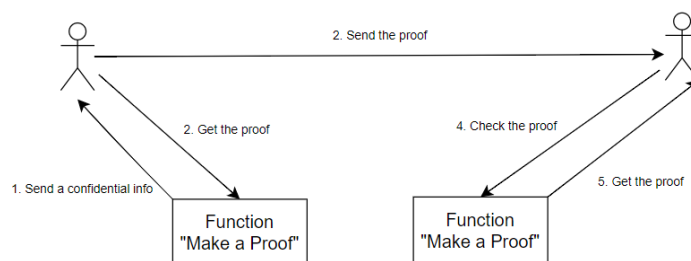 2. Send the proof
2. Get the proof
4. Check the proof
1. Send a confidential info
5. Get the proof
Function
"Make a Proof"
Function
"Make a Proof"